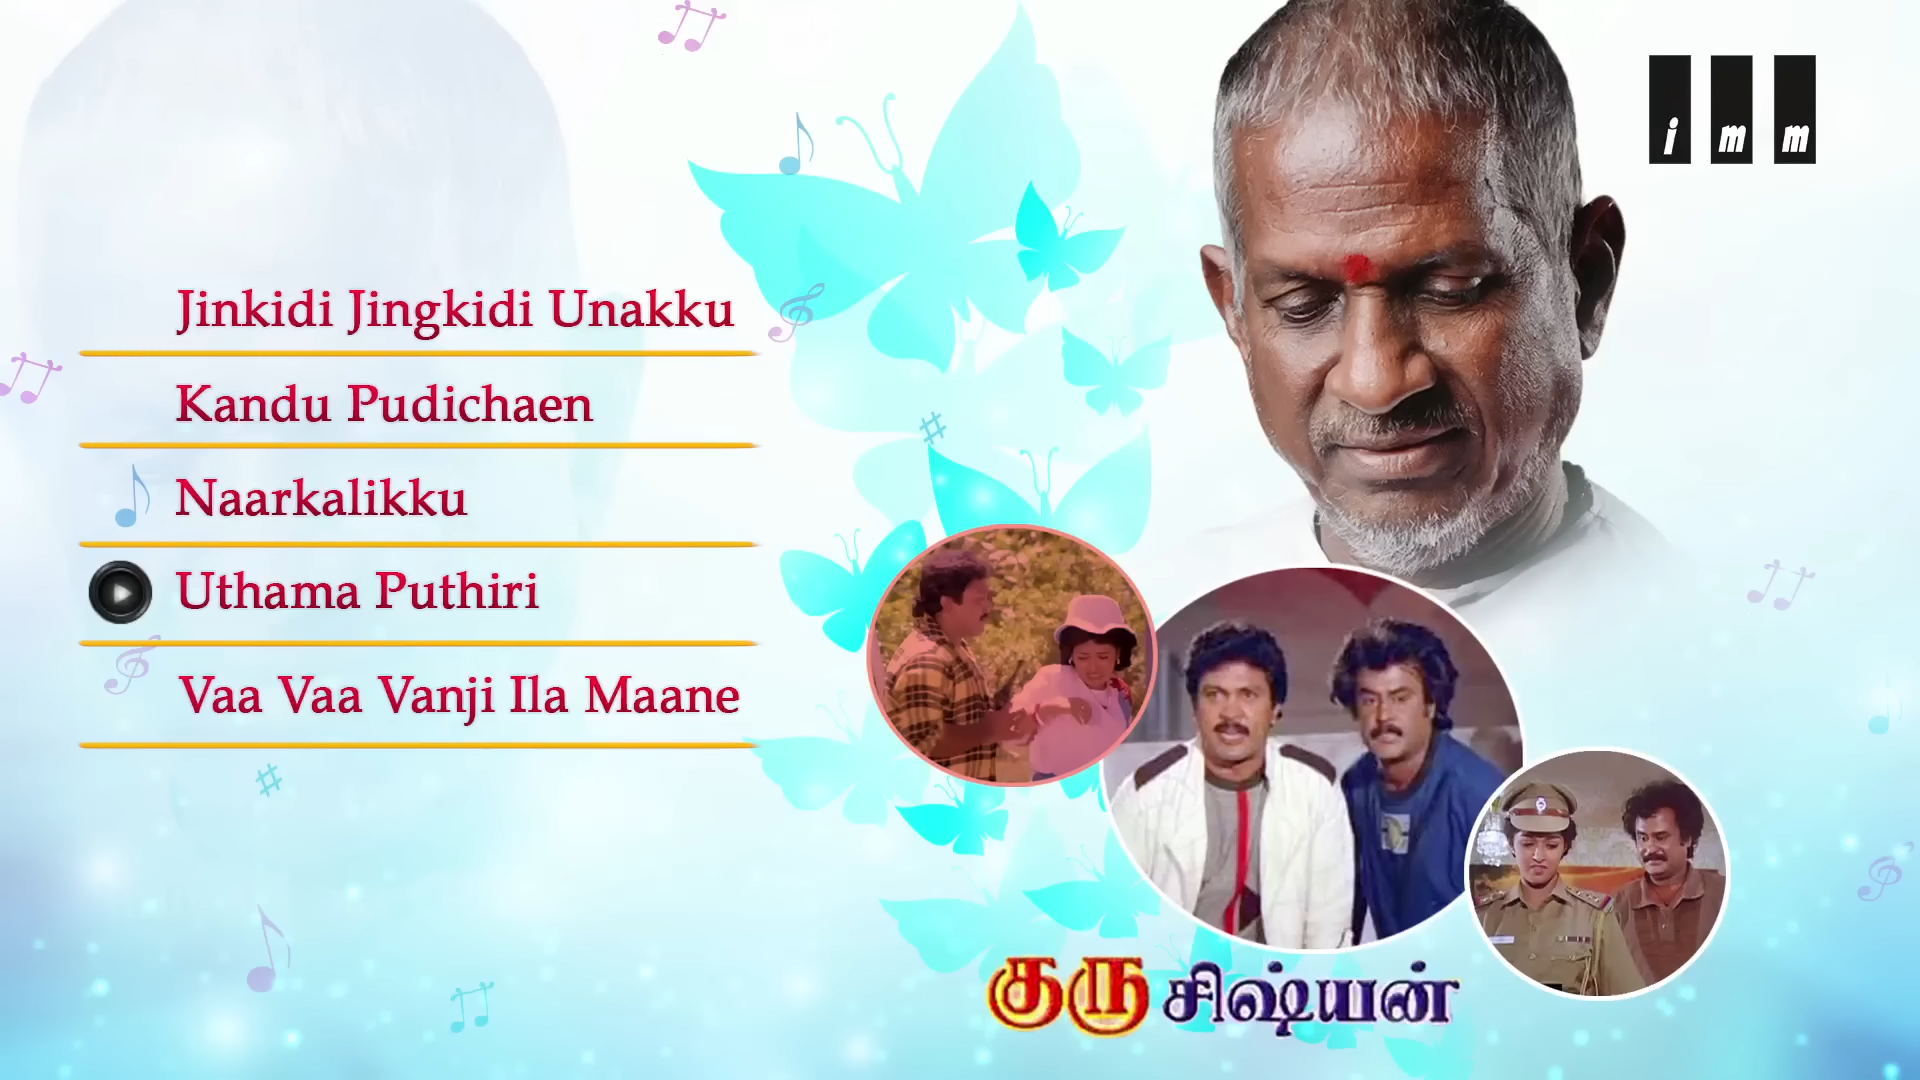 i m m
Jinkidi Jingkidi Unakku
Kandu Pudichaen
Naarkalikku
Uthama Puthiri
Vaa Vaa Vanji Ila Maane
குரு சிஷ்யன்